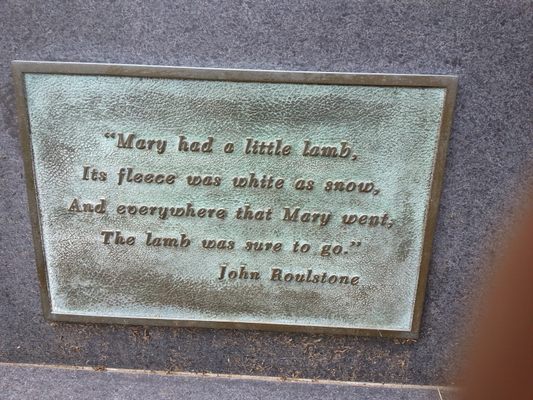 "Mary had a little lamb,
Its fleece was white as snow,
And everywhere that Mary went,
The lamb was sure to go."
John Roulstone